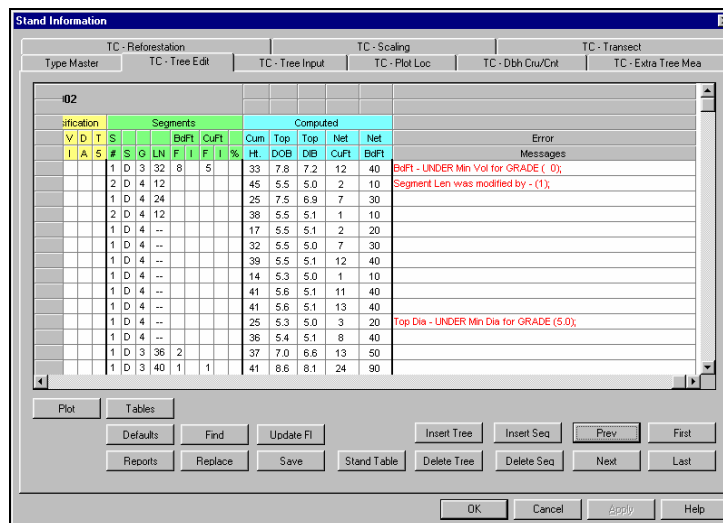 Stand Information
TC - Reforestation TC - Scaling TC - Transect
Type Master TC - Tree Edit TC - Tree Input TC - Plot Loc TC - Dbh Cru/Cnt TC - Extra Tree Mea
02
sification Segments Computed
V D T S BdFt CuFt Cum Top Top Net Net Error
I A 5 # S G LN F I F I % Ht. DOB DIB CuFt BdFt Messages
1 D 3 32 8 5 33 7.8 7.2 12 40 BdFt - UNDER Min Vol for GRADE ( 0);
2 D 4 12 45 5.5 5.0 2 10 Segment Len was modified by - (1);
1 D 4 24 25 7.5 6.9 7 30
2 D 4 12 38 5.5 5.1 1 10
1 D 4 -- 17 5.5 5.1 2 20
1 D 4 -- 32 5.5 5.0 7 30
1 D 4 -- 39 5.5 5.1 12 40
1 D 4 -- 14 5.3 5.0 1 10
1 D 4 -- 41 5.6 5.1 11 40
1 D 4 -- 41 5.6 5.1 13 40
1 D 4 -- 25 5.3 5.0 3 20 Top Dia - UNDER Min Dia for GRADE (5.0);
1 D 4 -- 36 5.4 5.1 8 40
1 D 3 36 2 37 7.0 6.6 13 50
1 D 3 40 1 1 41 8.6 8.1 24 90
Plot Tables
Defaults Find Update FI Insert Tree Insert Seg Prev First
Reports Replace Save Stand Table Delete Tree Delete Seg Next Last
OK Cancel Apply Help